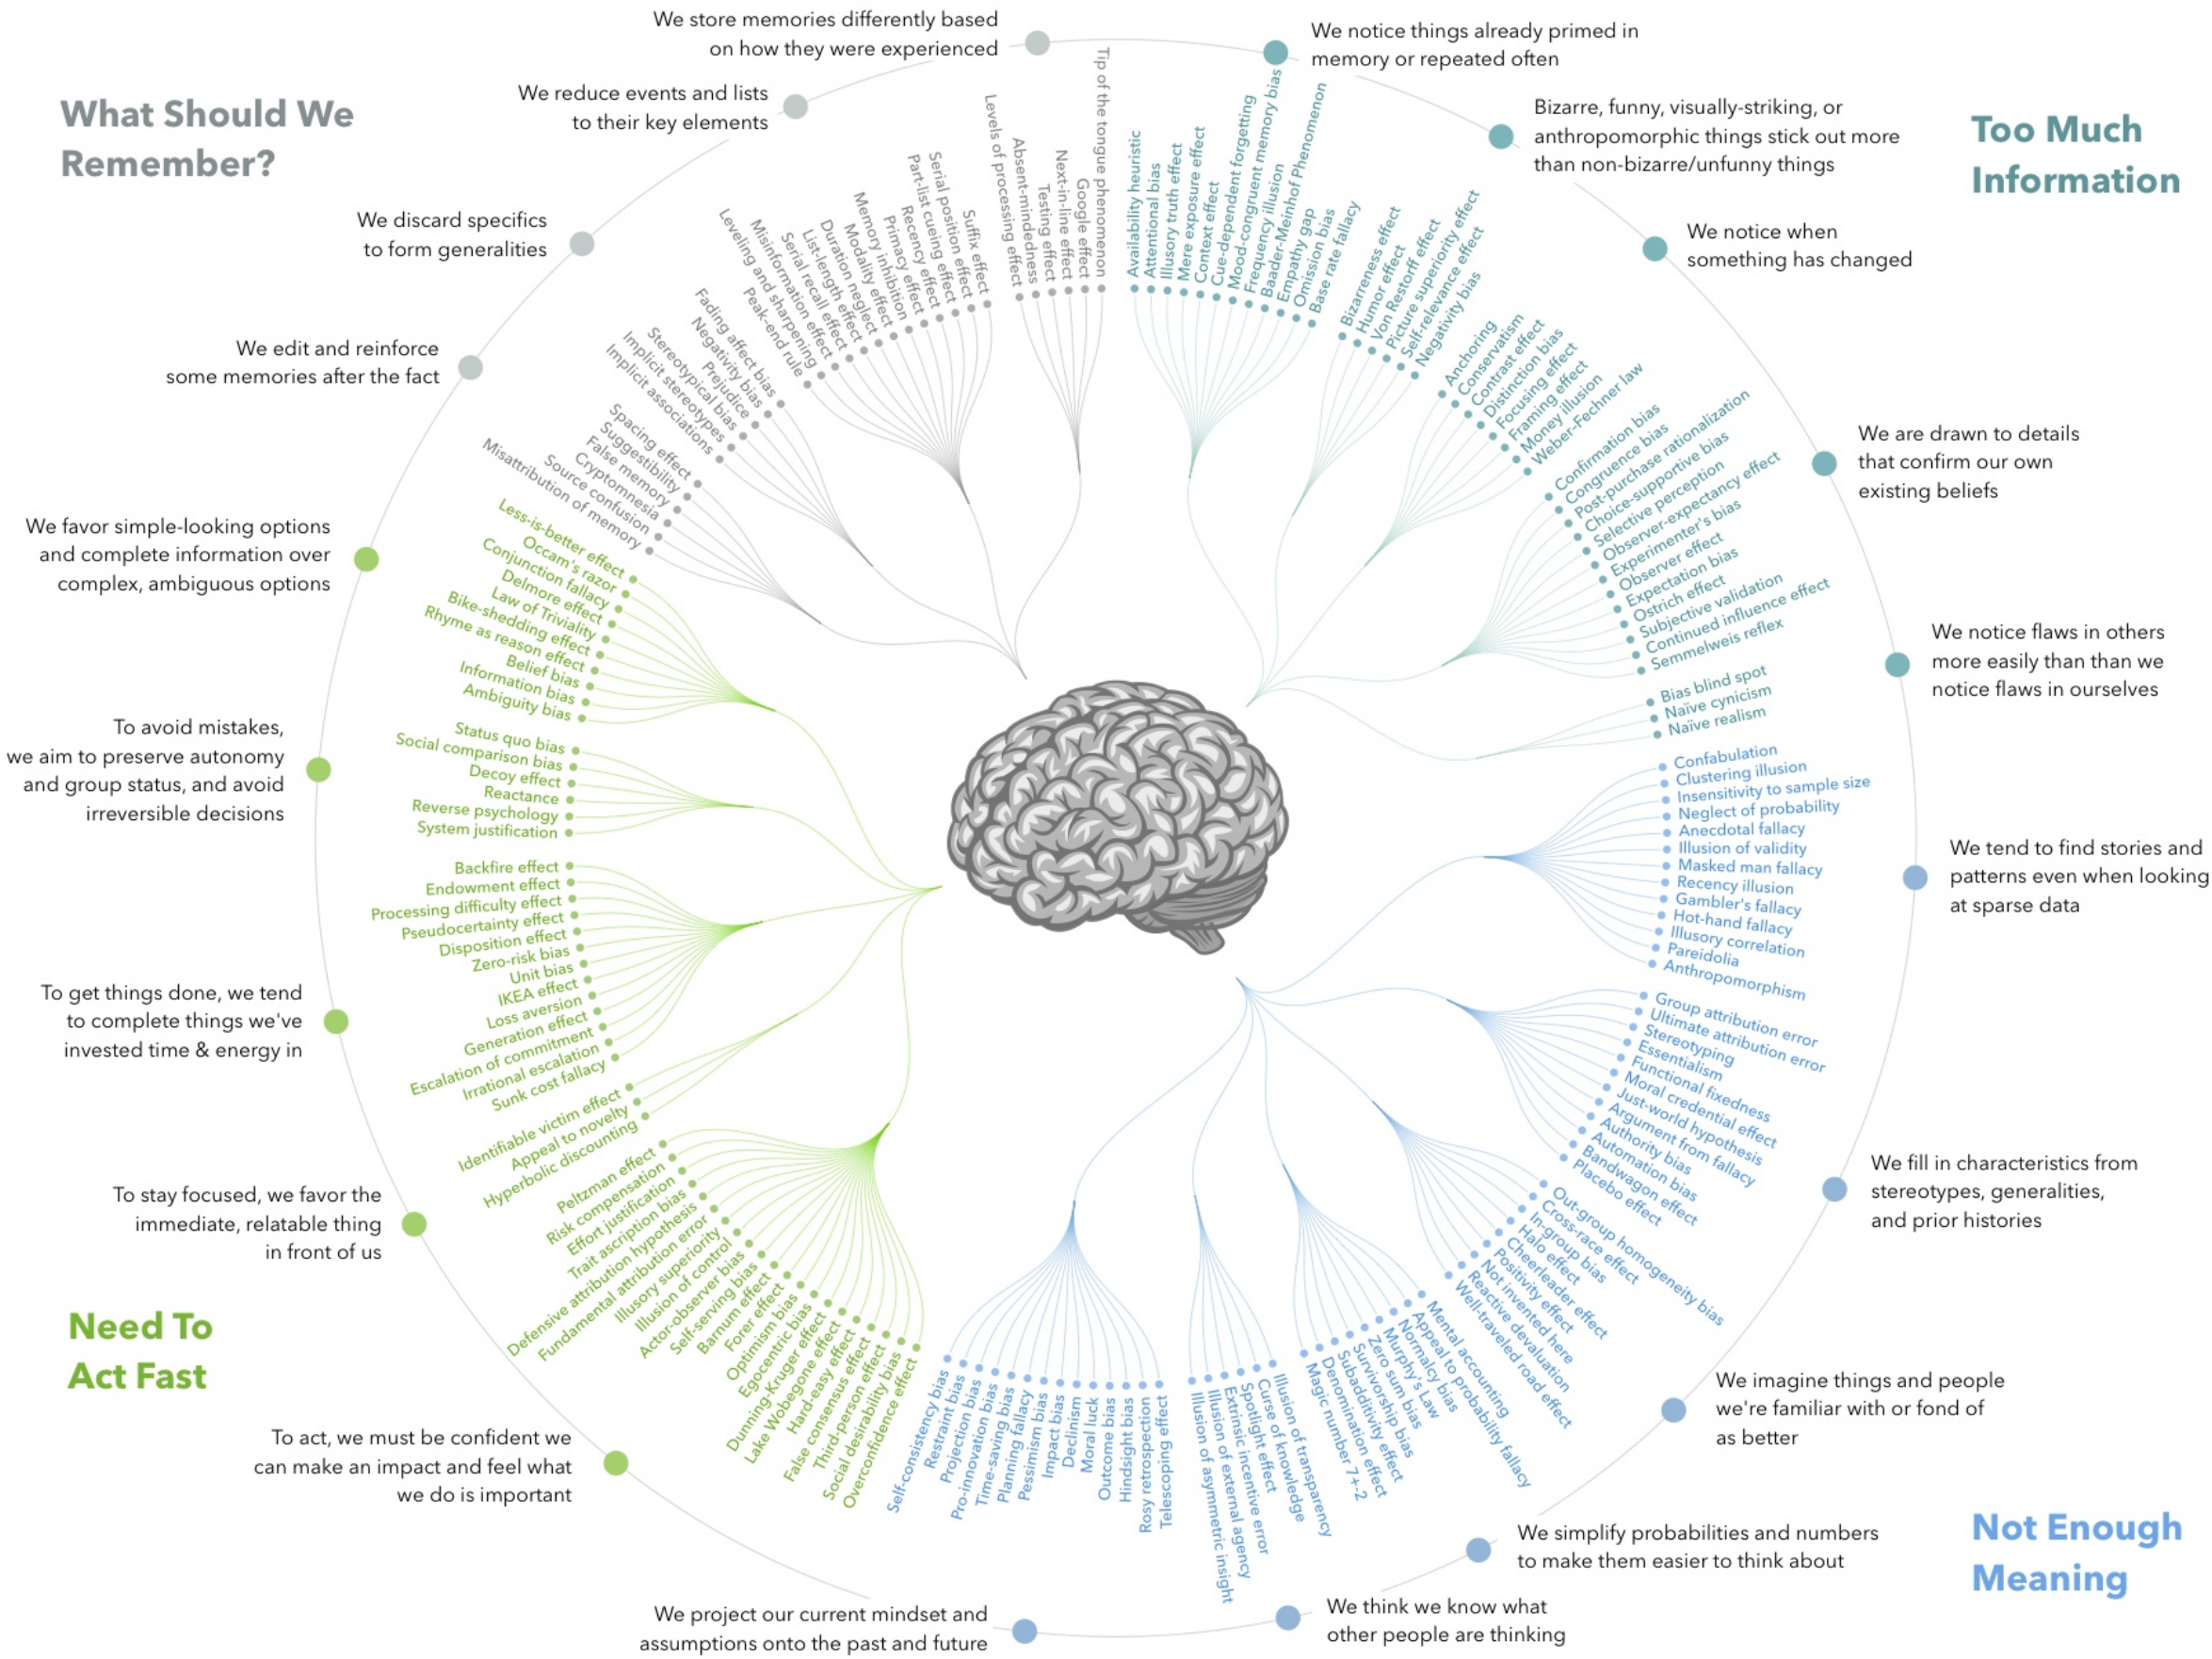 What Should We
Remember?
We store memories differently based
on how they were experienced
We reduce events and lists
to their key elements
We discard specifics
to form generalities
We edit and reinforce
some memories after the fact
Tip of the tongue phenomenon
Google effect
Next-in-line effect
Testing effect
Absent-mindedness
Levels of processing effect
Suffix effect
Serial position effect
Part-list cueing effect
Recency effect
Primacy effect
Memory inhibition
Modality effect
Duration neglect
List-length effect
Serial recall effect
Misinformation effect
Leveling and sharpening
Peak-end rule
Fading affect bias
Negativity bias
Prejudice
Stereotypical bias
Implicit stereotypes
Implicit associations
Spacing effect
Suggestibility
False memory
Cryptomnesia
Source confusion
Misattribution of memory
Too Much
Information
We notice things already primed in
memory or repeated often
Bizarre, funny, visually-striking, or
anthropomorphic things stick out more
than non-bizarre/unfunny things
We notice when
something has changed
We are drawn to details
that confirm our own
existing beliefs
We notice flaws in others
more easily than than we
notice flaws in ourselves
Availability heuristic
Attentional bias
Illusory truth effect
Mere exposure effect
Context effect
Cue-dependent forgetting
Mood-congruent memory bias
Frequency illusion
Baader-Meinhof Phenomenon
Empathy gap
Omission bias
Base rate fallacy
Bizarreness effect
Humor effect
Von Restorff effect
Picture superiority effect
Self-relevance effect
Negativity bias
Anchoring
Conservatism
Contrast effect
Distinction bias
Focusing effect
Framing effect
Money illusion
Weber-Fechner law
Confirmation bias
Congruence bias
Post-purchase rationalization
Choice-supportive bias
Selective perception
Observer-expectancy effect
Experimenter's bias
Observer effect
Expectation bias
Ostrich effect
Subjective validation
Continued influence effect
Semmelweis reflex
Bias blind spot
Naïve cynicism
Naïve realism
We tend to find stories and
patterns even when looking
at sparse data
We fill in characteristics from
stereotypes, generalities,
and prior histories
We imagine things and people
we're familiar with or fond of
as better
We simplify probabilities and numbers
to make them easier to think about
We think we know what
other people are thinking
We project our current mindset and
assumptions onto the past and future
Not Enough
Meaning
Confabulation
Clustering illusion
Insensitivity to sample size
Neglect of probability
Anecdotal fallacy
Illusion of validity
Masked man fallacy
Recency illusion
Gambler's fallacy
Hot-hand fallacy
Illusory correlation
Pareidolia
Anthropomorphism
Group attribution error
Ultimate attribution error
Stereotyping
Essentialism
Functional fixedness
Moral credential effect
Just-world hypothesis
Argument from fallacy
Authority bias
Automation bias
Bandwagon effect
Placebo effect
Out-group homogeneity bias
Cross-race effect
In-group bias
Halo effect
Cheerleader effect
Positivity effect
Not invented here
Reactive devaluation
Well-traveled road effect
Mental accounting
Appeal to probability fallacy
Normalcy bias
Murphy's Law
Zero sum bias
Survivorship bias
Subadditivity effect
Denomination effect
Magic number 7+-2
Illusion of transparency
Curse of knowledge
Spotlight effect
Extrinsic incentive error
Illusion of external agency
Illusion of asymmetric insight
Telescoping effect
Rosy retrospection
Hindsight bias
Outcome bias
Moral luck
Declinism
Impact bias
Pessimism bias
Planning fallacy
Time-saving bias
Pro-innovation bias
Projection bias
Restraint bias
Self-consistency bias
We favor simple-looking options
and complete information over
complex, ambiguous options
To avoid mistakes,
we aim to preserve autonomy
and group status, and avoid
irreversible decisions
To get things done, we tend
to complete things we've
invested time & energy in
To stay focused, we favor the
immediate, relatable thing
in front of us
Need To
Act Fast
To act, we must be confident we
can make an impact and feel what
we do is important
Less-is-better effect
Occam's razor
Conjunction fallacy
Delmore effect
Law of Triviality
Bike-shedding effect
Rhyme as reason effect
Belief bias
Information bias
Ambiguity bias
Status quo bias
Social comparison bias
Decoy effect
Reactance
Reverse psychology
System justification
Backfire effect
Endowment effect
Processing difficulty effect
Pseudocertainty effect
Disposition effect
Zero-risk bias
Unit bias
IKEA effect
Loss aversion
Generation effect
Escalation of commitment
Irrational escalation
Sunk cost fallacy
Identifiable victim effect
Appeal to novelty
Hyperbolic discounting
Peltzman effect
Risk compensation
Effort justification
Trait ascription bias
Defensive attribution hypothesis
Fundamental attribution error
Illusory superiority
Illusion of control
Actor-observer bias
Self-serving bias
Barnum effect
Forer effect
Optimism bias
Egocentric bias
Dunning-Kruger effect
Lake Wobegone effect
Hard-easy effect
False consensus effect
Third-person effect
Social desirability bias
Overconfidence effect